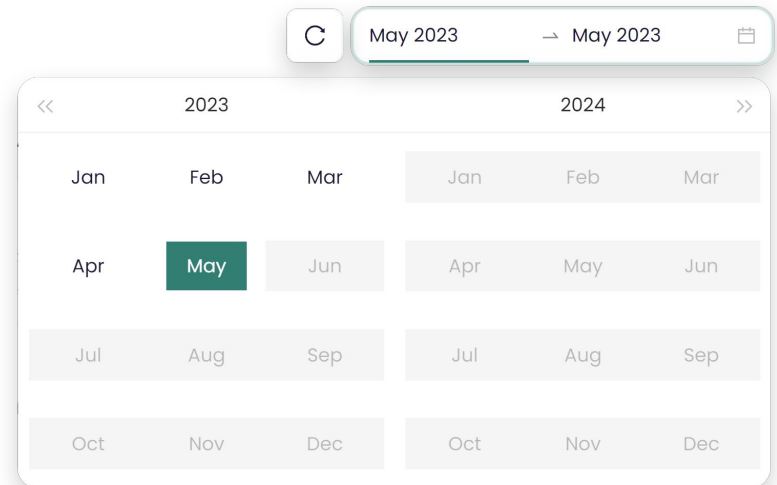 May 2023 → May 2023
2023 2024
Jan Feb Mar Jan Feb Mar
Apr May Jun Apr May Jun
Jul Aug Sep Jul Aug Sep
Oct Nov Dec Oct Nov Dec